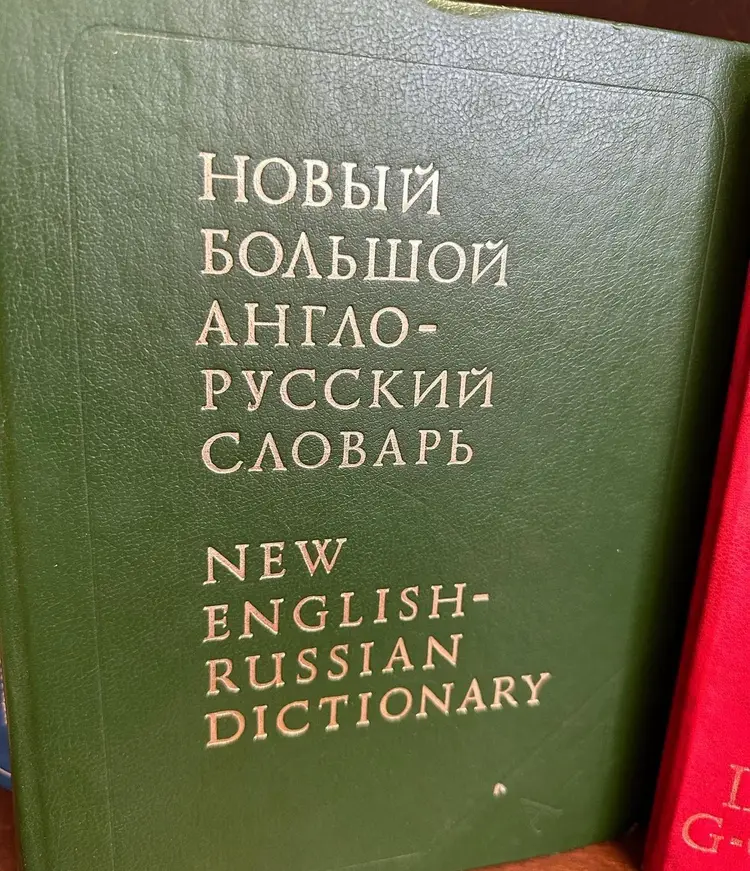 НОВЫЙ
БОЛЬШОЙ
АНГЛО-
РУССКИЙ
СЛОВАРЬ
NEW
ENGLISH-
RUSSIAN
DICTIONARY